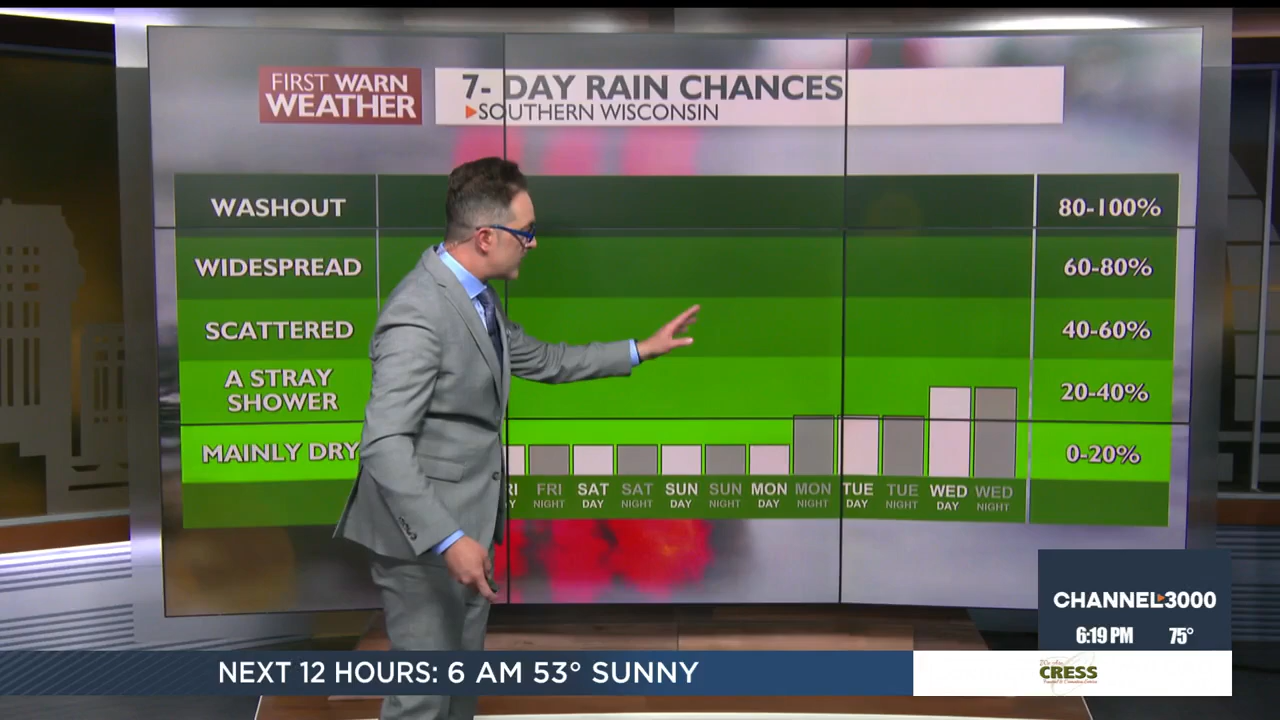 FIRST WARN
WEATHER
7- DAY RAIN CHANCES
SOUTHERN WISCONSIN
WASHOUT
80-100%
WIDESPREAD
60-80%
SCATTERED
40-60%
A STRAY
SHOWER
20-40%
MAINLY DRY
0-20%
RI FRI SAT SAT SUN SUN MON MON TUE TUE WED WED
Y NIGHT DAY NIGHT DAY NIGHT DAY NIGHT DAY NIGHT DAY NIGHT
CHANNEL3000
6:19 PM 75°
NEXT 12 HOURS: 6 AM 53° SUNNY
CRESS